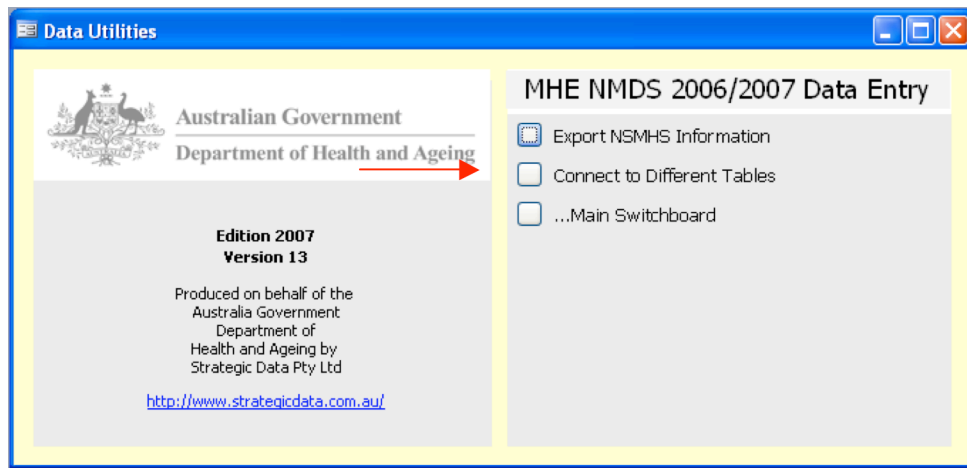 Data Utilities
Australian Government
Department of Health and Ageing
Edition 2007
Version 13
Produced on behalf of the
Australia Government
Department of
Health and Ageing by
Strategic Data Pty Ltd
http://www.strategicdata.com.au/
MHE NMDS 2006/2007 Data Entry
Export NSMHS Information
Connect to Different Tables
...Main Switchboard